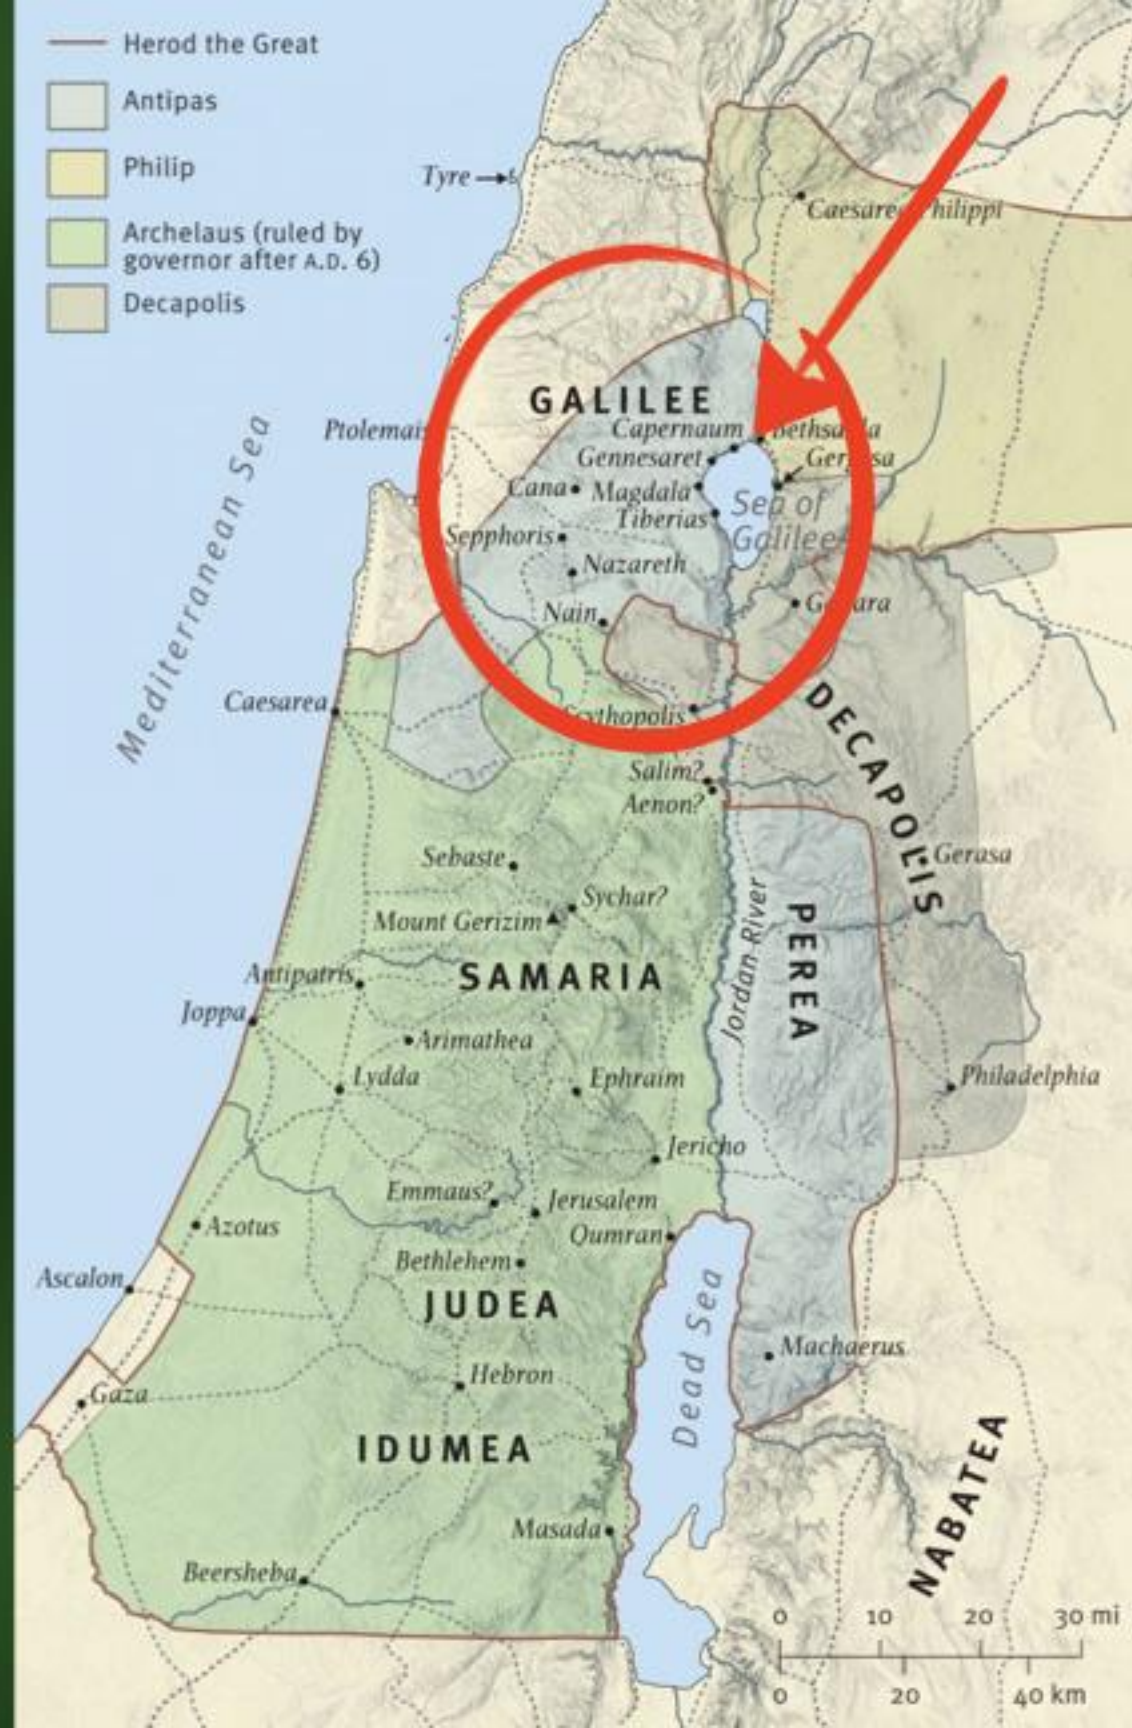 Herod the Great
Antipas
Philip
Archelaus (ruled by
governor after A.D. 6)
Decapolis
Tyre
Caesarea Philippi
GALILEE
Ptolemais
Capernaum
Bethsaida
Gennesaret
Gergesa
Cana
Magdala
Sea of
Galilee
Tiberias
Sepphoris
Nazareth
Nain
Gadara
Mediterranean Sea
Caesarea
Scythopolis
DECAPOLIS
Salim?
Aenon?
Sebaste
Gerasa
Sychar?
Mount Gerizim
Jordan River
PEREA
SAMARIA
Antipatris
Joppa
Arimathea
Lydda
Ephraim
Philadelphia
Jericho
Emmaus?
Jerusalem
Azotus
Qumran
Bethlehem
Ascalon
JUDEA
Dead Sea
Machaerus
Hebron
Gaza
IDUMEA
NABATEA
Masada
Beersheba
0 10 20 30 mi
0 20 40 km